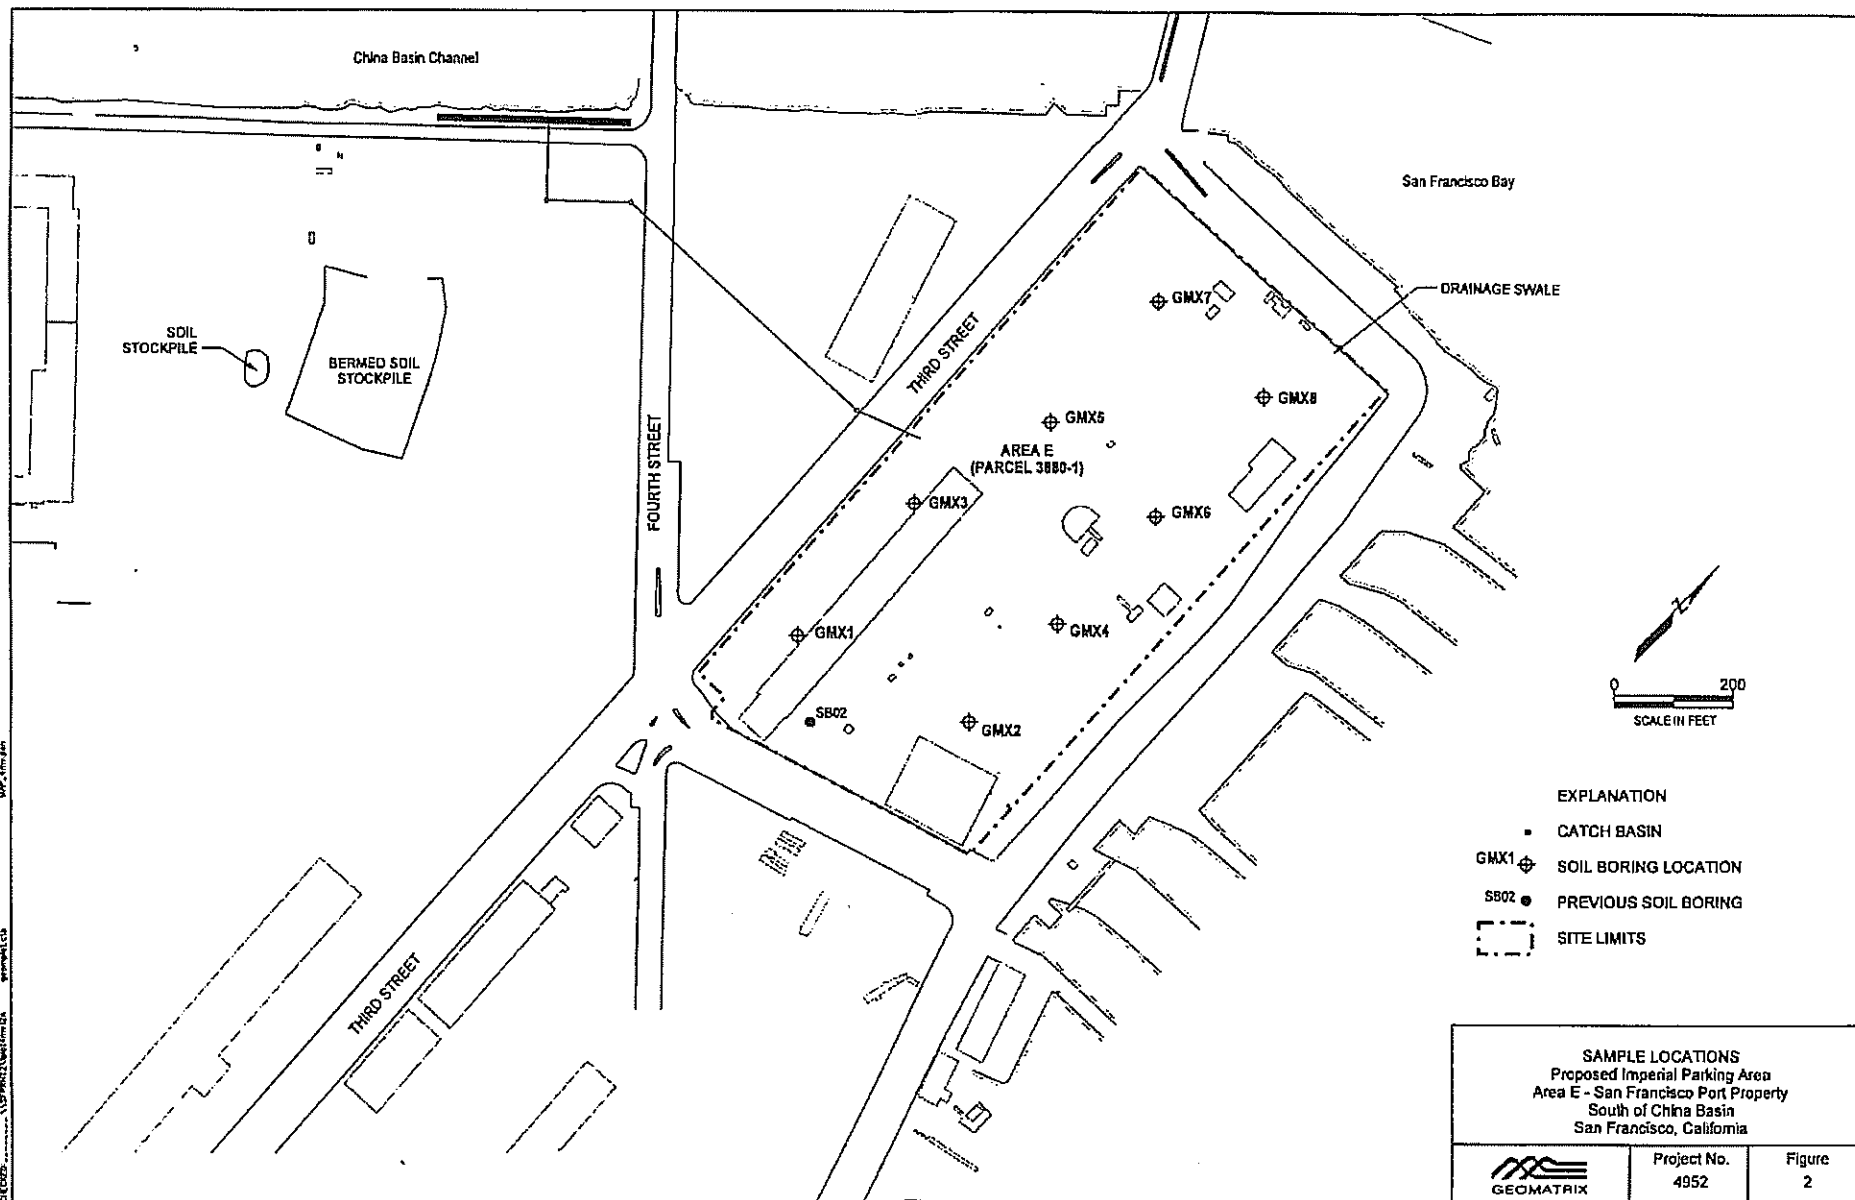 China Basin Channel
San Francisco Bay
DRAINAGE SWALE
SOIL
STOCKPILE
BERMED SOIL
STOCKPILE
THIRD STREET
FOURTH STREET
GMX7
GMX8
GMX5
AREA E
(PARCEL 3880-1)
GMX3
GMX6
GMX1
GMX4
SB02
GMX2
THIRD STREET
N
0 200
SCALE IN FEET
EXPLANATION
CATCH BASIN
GMX1 SOIL BORING LOCATION
SB02 PREVIOUS SOIL BORING
SITE LIMITS
SAMPLE LOCATIONS
Proposed Imperial Parking Area
Area E - San Francisco Port Property
South of China Basin
San Francisco, California
GEOMATRIX
Project No.
4952
Figure
2